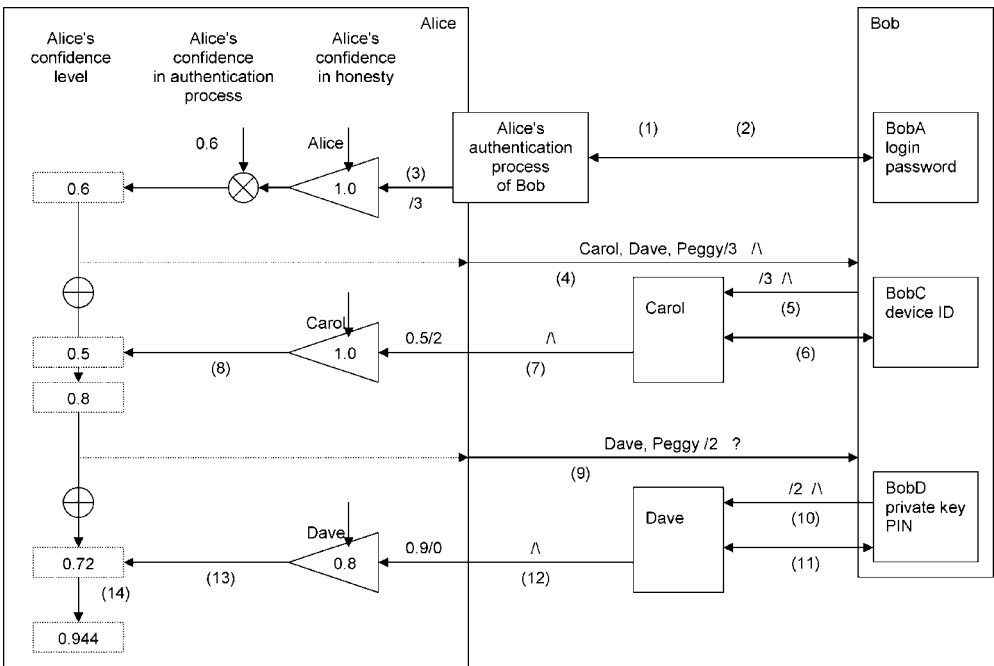 Alice
Bob
Alice's
confidence
level
Alice's
confidence
in authentication
process
Alice's
confidence
in honesty
0.6
Alice
1.0
0.6
(3)
/3
Alice's
authentication
process
of Bob
(1)
(2)
BobA
login
password
Carol, Dave, Peggy/3 /\
(4)
/3 /\
(5)
(6)
Carol
BobC
device ID
Carol
1.0
0.5/2
/\
(7)
(8)
0.5
0.8
Dave, Peggy /2 ?
(9)
/2 /\
(10)
(11)
Dave
BobD
private key
PIN
Dave
0.8
0.9/0
/\
(12)
(13)
0.72
(14)
0.944